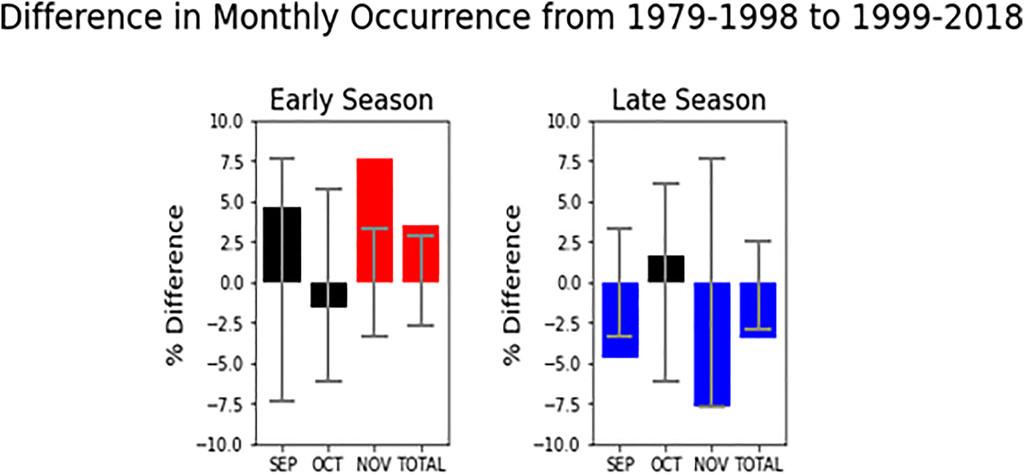 Difference in Monthly Occurrence from 1979-1998 to 1999-2018
Early Season
% Difference
10.0
7.5
5.0
2.5
0.0
−2.5
−5.0
−7.5
−10.0
SEP OCT NOV TOTAL
Late Season
% Difference
10.0
7.5
5.0
2.5
0.0
−2.5
−5.0
−7.5
−10.0
SEP OCT NOV TOTAL